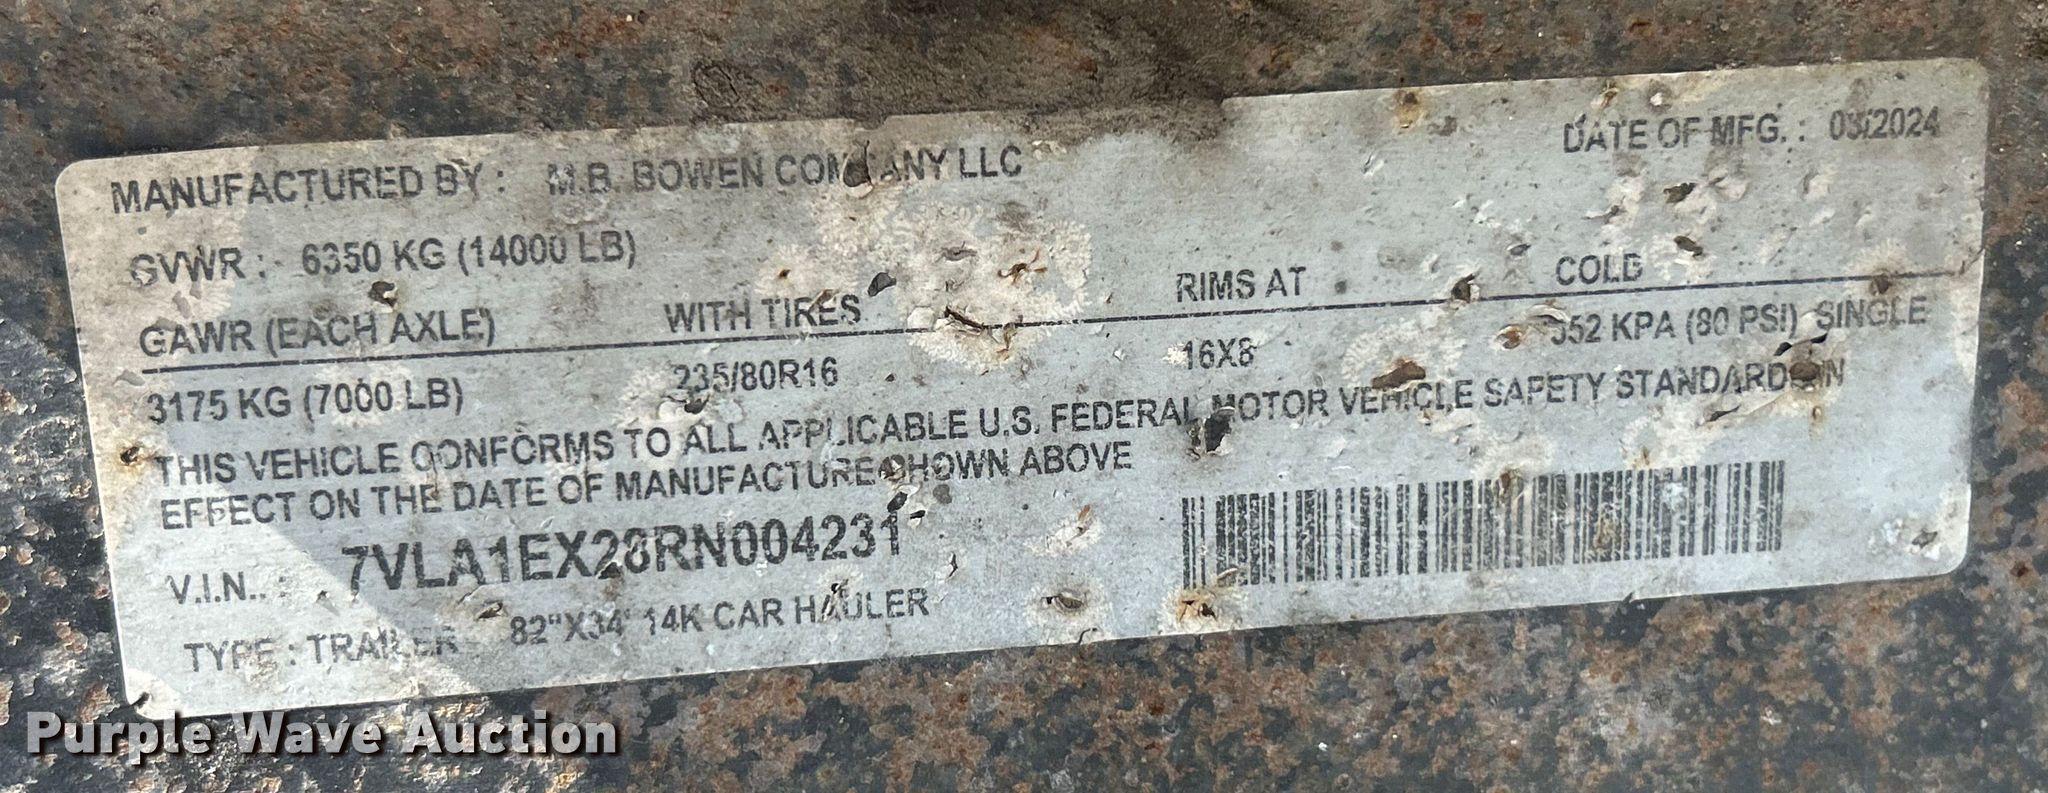 MANUFACTURED BY : M.B. BOWEN COMPANY LLC DATE OF MFG. : 03/2024
GVWR : 6350 KG (14000 LB)
GAWR (EACH AXLE) WITH TIRES RIMS AT COLD
3175 KG (7000 LB) 235/80R16 16X8 552 KPA (80 PSI) SINGLE
THIS VEHICLE CONFORMS TO ALL APPLICABLE U.S. FEDERAL MOTOR VEHICLE SAFETY STANDARDS IN
EFFECT ON THE DATE OF MANUFACTURE SHOWN ABOVE
V.I.N.. : 7VLA1EX28RN004231
TYPE : TRAILER - 82"X34' 14K CAR HAULER
Purple Wave Auction